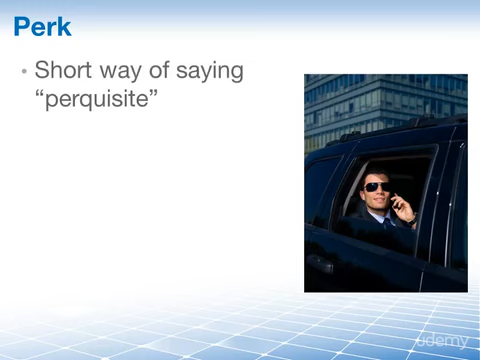 Perk
• Short way of saying
“perquisite”
udemy